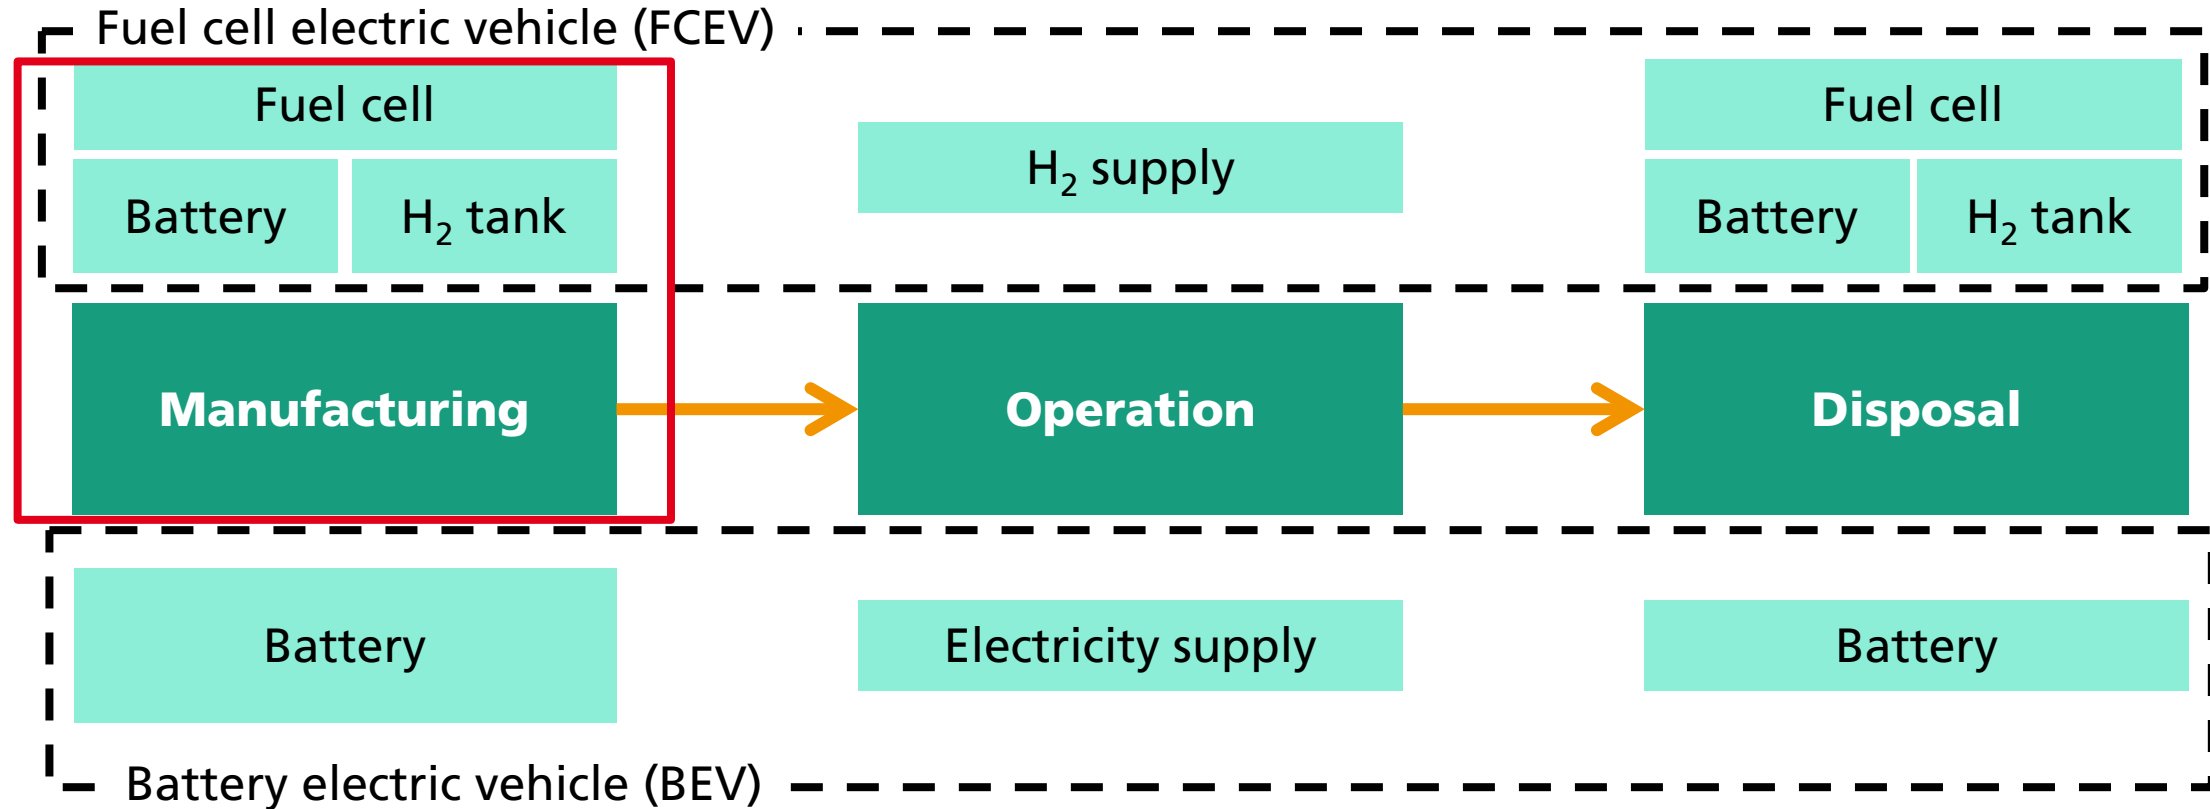 Fuel cell electric vehicle (FCEV)
Fuel cell
Battery
H₂ tank
H₂ supply
Fuel cell
Battery
H₂ tank
Manufacturing
Operation
Disposal
Battery
Electricity supply
Battery
Battery electric vehicle (BEV)